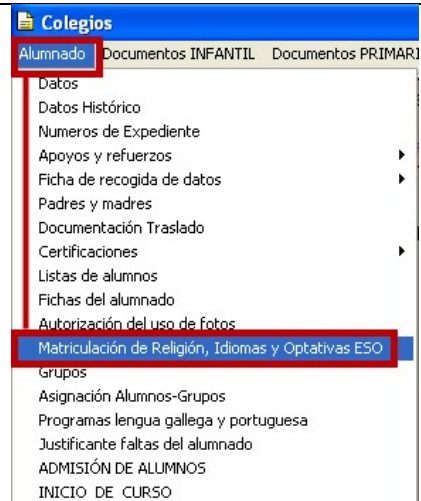 Colegios
Alumnado Documentos INFANTIL Documentos PRIMARI
Datos
Datos Histórico
Numeros de Expediente
Apoyos y refuerzos
Ficha de recogida de datos
Padres y madres
Documentación Traslado
Certificaciones
Listas de alumnos
Fichas del alumnado
Autorización del uso de fotos
Matriculación de Religión, Idiomas y Optativas ESO
Grupos
Asignación Alumnos-Grupos
Programas lengua gallega y portuguesa
Justificante faltas del alumnado
ADMISIÓN DE ALUMNOS
INICIO DE CURSO